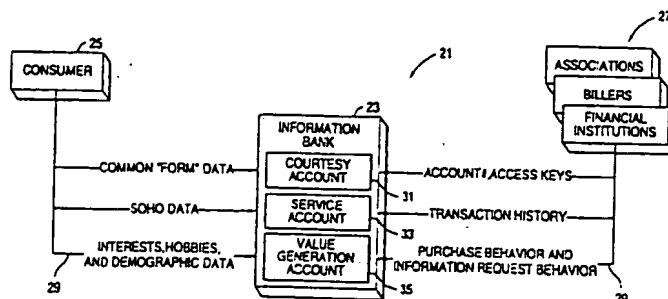 25
CONSUMER
21
27
ASSOCIATIONS
BILLERS
FINANCIAL
INSTITUTIONS
23
INFORMATION
BANK
COMMON "FORM" DATA
COURTESY
ACCOUNT
31
ACCOUNT#,ACCESS KEYS
SOHO DATA
SERVICE
ACCOUNT
33
TRANSACTION HISTORY
INTERESTS,HOBBIES,
AND DEMOGRAPHIC DATA
29
VALUE
GENERATION
ACCOUNT
35
PURCHASE BEHAVIOR AND
INFORMATION REQUEST BEHAVIOR